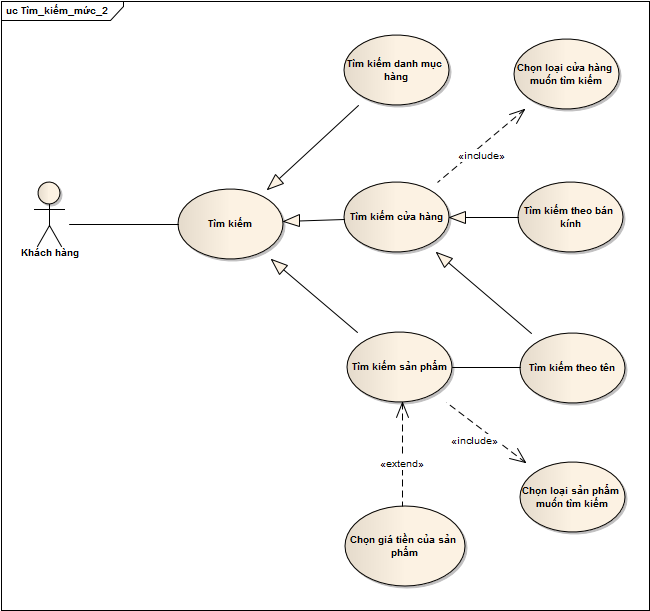 uc Tìm_kiếm_mức_2
Tìm kiếm danh mục
hàng
Chọn loại cửa hàng
muốn tìm kiếm
«include»
Khách hàng
Tìm kiếm
Tìm kiếm cửa hàng
Tìm kiếm theo bán
kính
Tìm kiếm sản phẩm
Tìm kiếm theo tên
«include»
«extend»
Chọn loại sản phẩm
muốn tìm kiếm
Chọn giá tiền của sản
phẩm